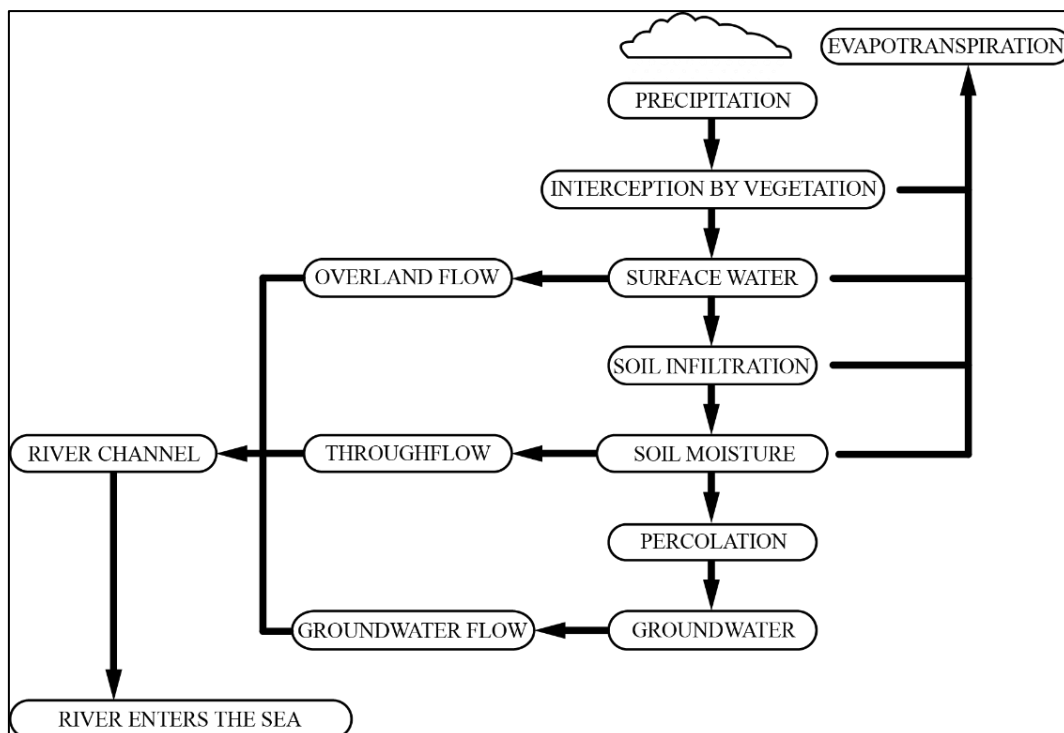 EVAPOTRANSPIRATION
PRECIPITATION
INTERCEPTION BY VEGETATION
OVERLAND FLOW
SURFACE WATER
SOIL INFILTRATION
RIVER CHANNEL
THROUGHFLOW
SOIL MOISTURE
PERCOLATION
GROUNDWATER FLOW
GROUNDWATER
RIVER ENTERS THE SEA